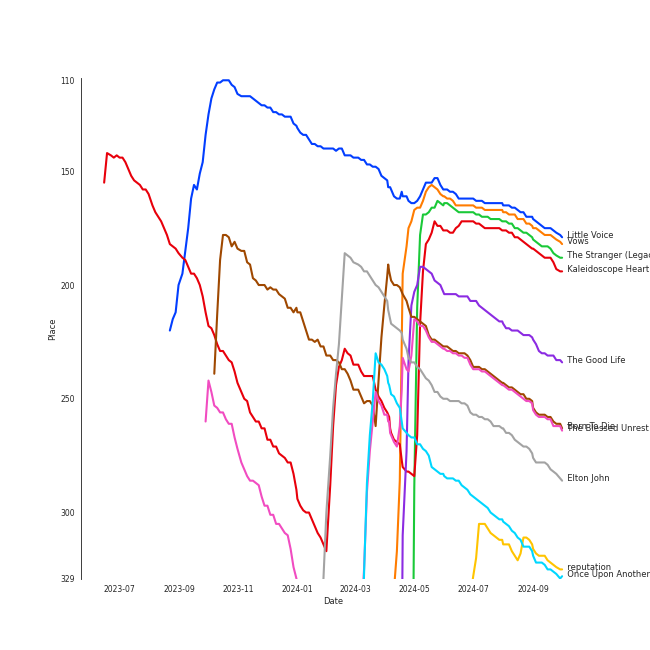 110
150
200
250
300
329
Place
2023-07
2023-09
2023-11
2024-01
2024-03
2024-05
2024-07
2024-09
Date
Little Voice
Vows
The Stranger (Legac
Kaleidoscope Heart
The Good Life
Born To Die
The Blessed Unrest
Elton John
reputation
Once Upon Another